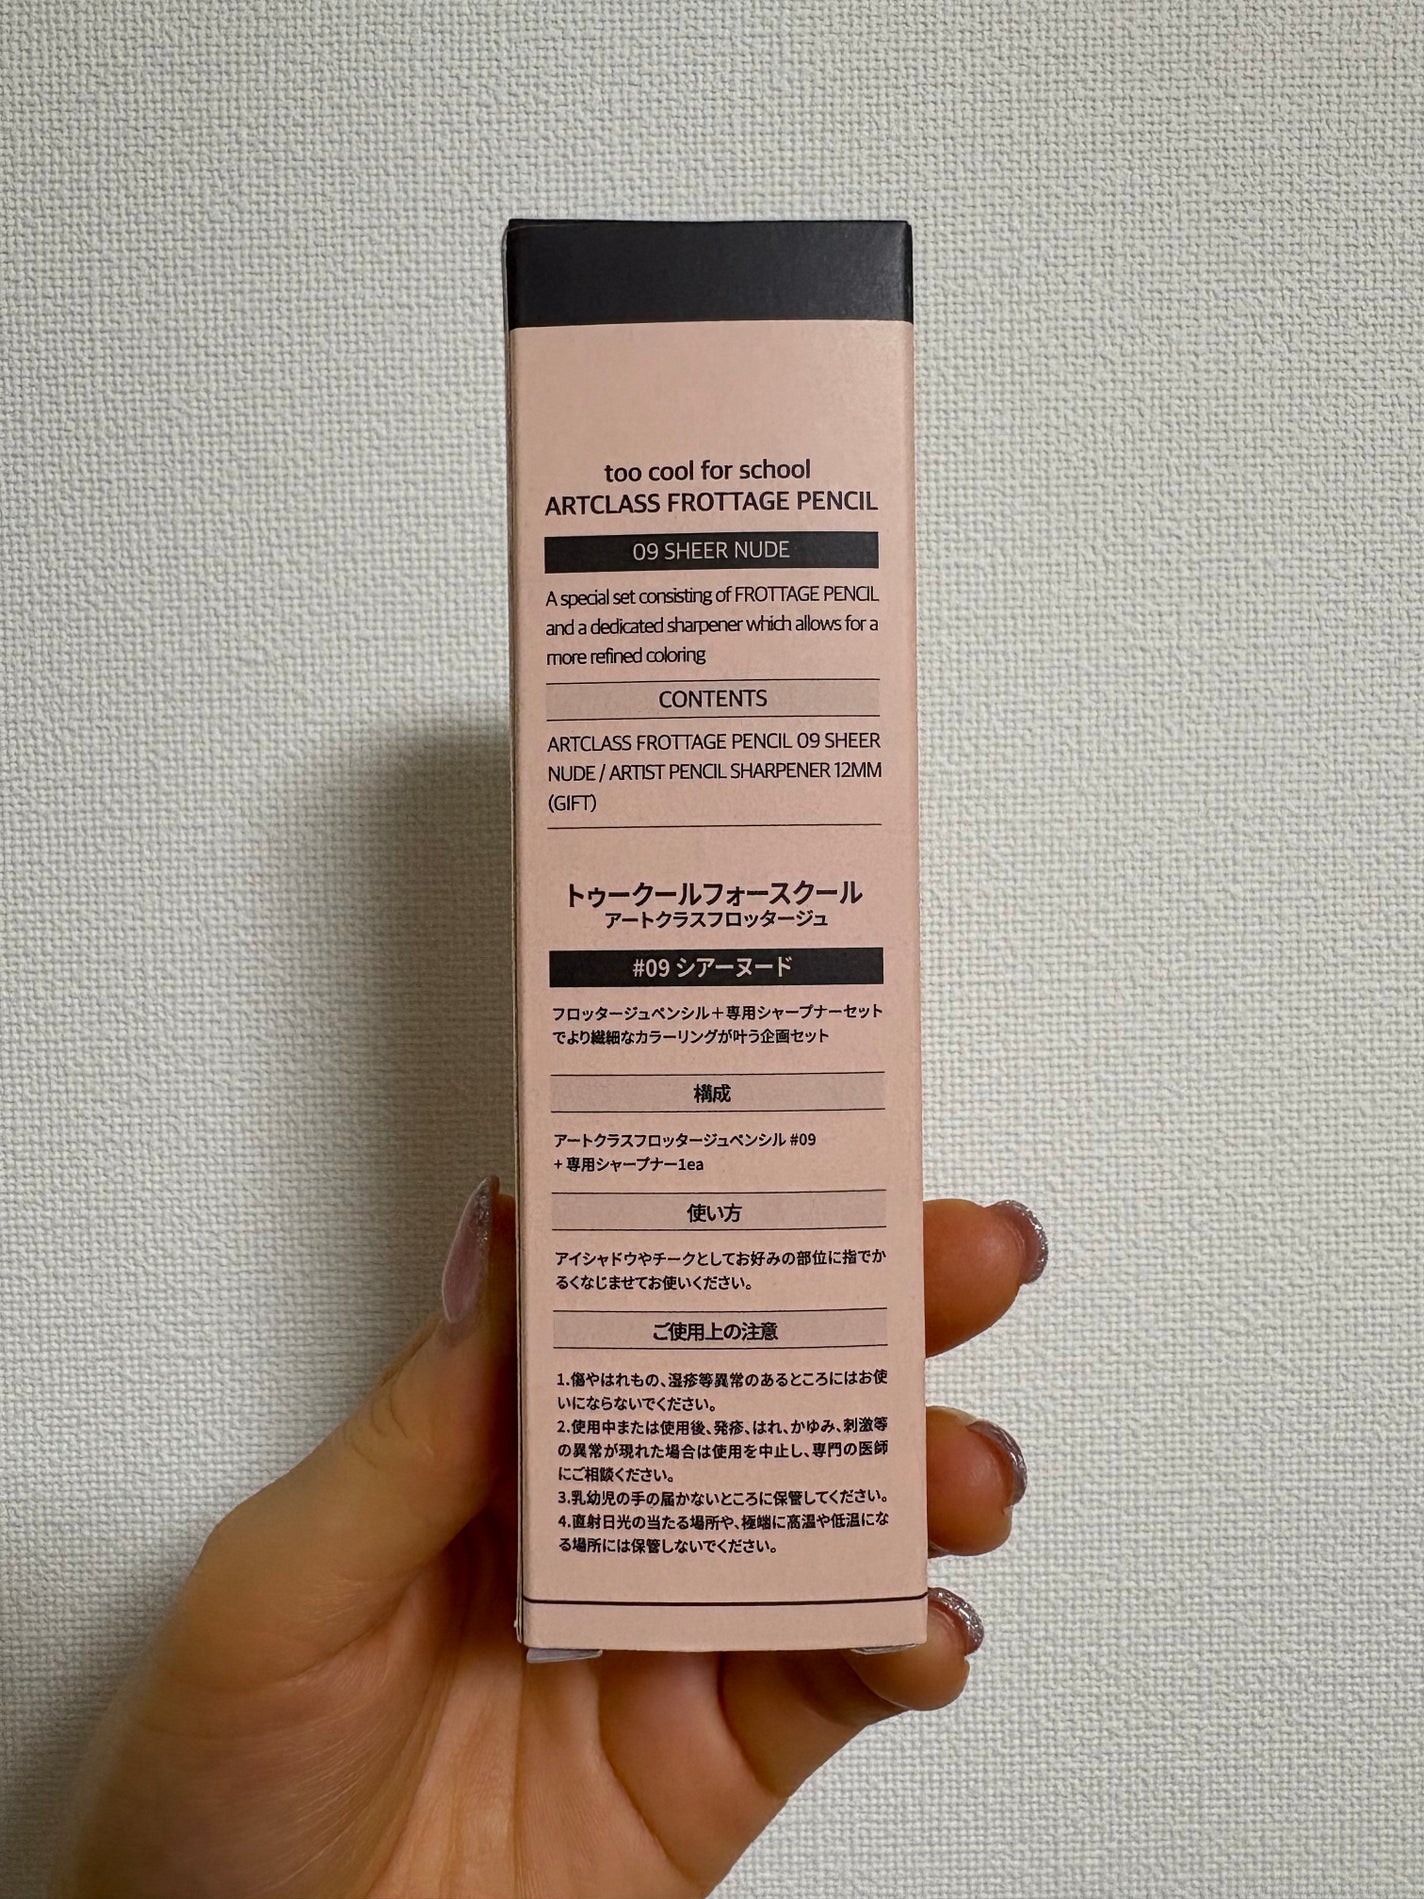 too cool for school
ARTCLASS FROTTAGE PENCIL
09 SHEER NUDE
A special set consisting of FROTTAGE PENCIL
and a dedicated sharpener which allows for a
more refined coloring
CONTENTS
ARTCLASS FROTTAGE PENCIL 09 SHEER
NUDE / ARTIST PENCIL SHARPENER 12MM
(GIFT)
トゥークールフォースクール
アートクラスフロッタージュ
#09 シアーヌード
フロッタージュペンシル＋専用シャープナーセット
でより繊細なカラーリングが叶う企画セット
構成
アートクラスフロッタージュペンシル #09
+ 専用シャープナー1ea
使い方
アイシャドウやチークとしてお好みの部位に指でか
るくなじませてお使いください。
ご使用上の注意
1.傷やはれもの、湿疹等異常のあるところにはお使
いにならないでください。
2.使用中または使用後、発疹、はれ、かゆみ、刺激等
の異常が現れた場合は使用を中止し、専門の医師
にご相談ください。
3.乳幼児の手の届かないところに保管してください。
4.直射日光の当たる場所や、極端に高温や低温にな
る場所には保管しないでください。